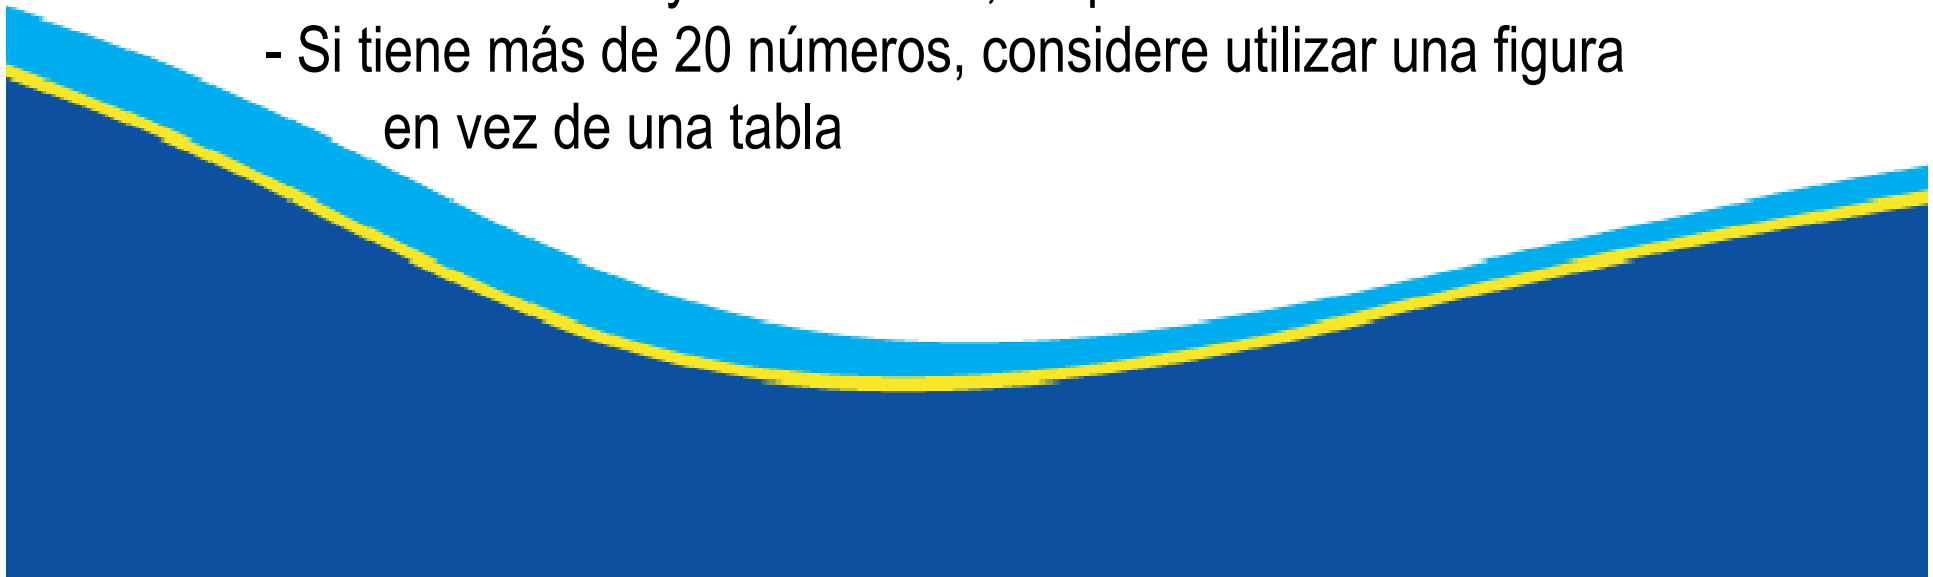 - Si tiene más de 20 números, considere utilizar una figura
en vez de una tabla